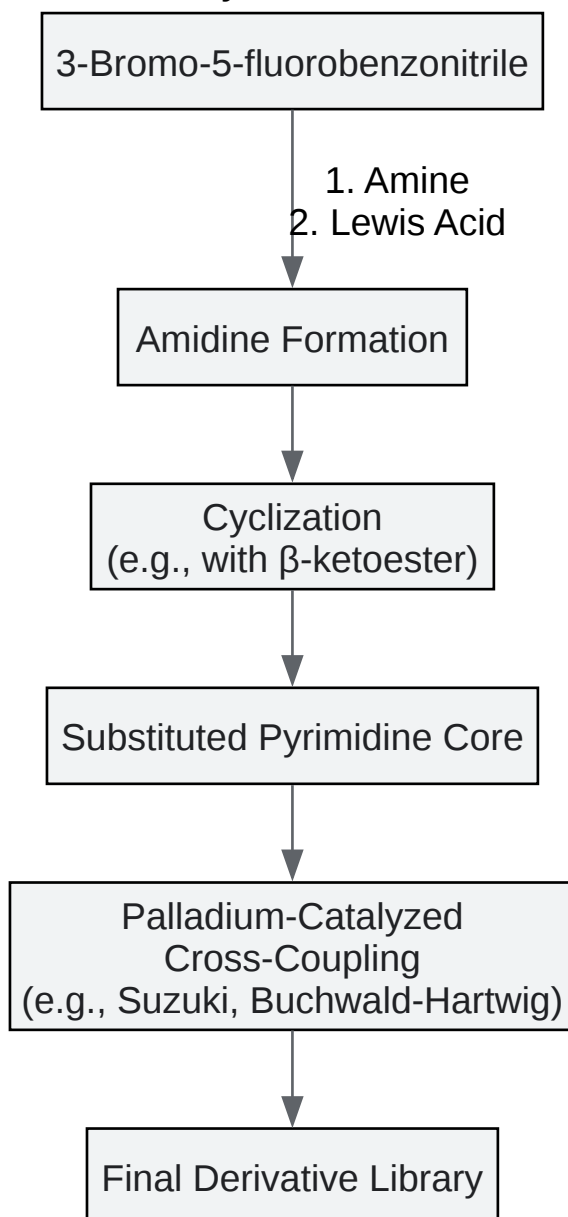 3-Bromo-5-fluorobenzonitrile
1. Amine
2. Lewis Acid
Amidine Formation
Cyclization
(e.g., with β-ketoester)
Substituted Pyrimidine Core
Palladium-Catalyzed
Cross-Coupling
(e.g., Suzuki, Buchwald-Hartwig)
Final Derivative Library